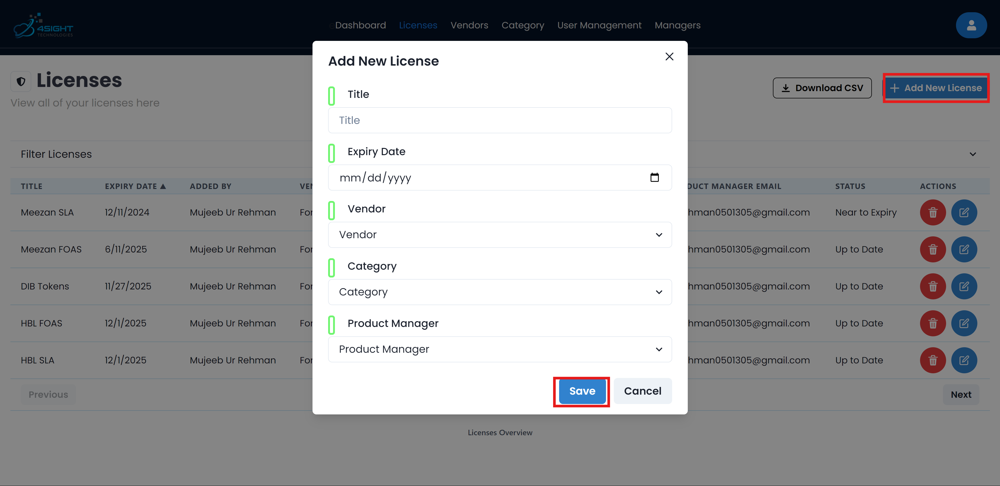 4SIGHT
TECHNOLOGIES
Dashboard Licenses Vendors Category User Management Managers
Licenses
View all of your licenses here
Download CSV
Add New License
Filter Licenses
TITLE EXPIRY DATE ▲ ADDED BY VEN DUCT MANAGER EMAIL STATUS ACTIONS
Meezan SLA 12/11/2024 Mujeeb Ur Rehman For hman0501305@gmail.com Near to Expiry
Meezan FOAS 6/11/2025 Mujeeb Ur Rehman For hman0501305@gmail.com Up to Date
DIB Tokens 11/27/2025 Mujeeb Ur Rehman For hman0501305@gmail.com Up to Date
HBL FOAS 12/1/2025 Mujeeb Ur Rehman For hman0501305@gmail.com Up to Date
HBL SLA 12/1/2025 Mujeeb Ur Rehman For hman0501305@gmail.com Up to Date
Previous Next
Licenses Overview
Add New License
Title
Title
Expiry Date
mm/dd/yyyy
Vendor
Vendor
Category
Category
Product Manager
Product Manager
Save Cancel